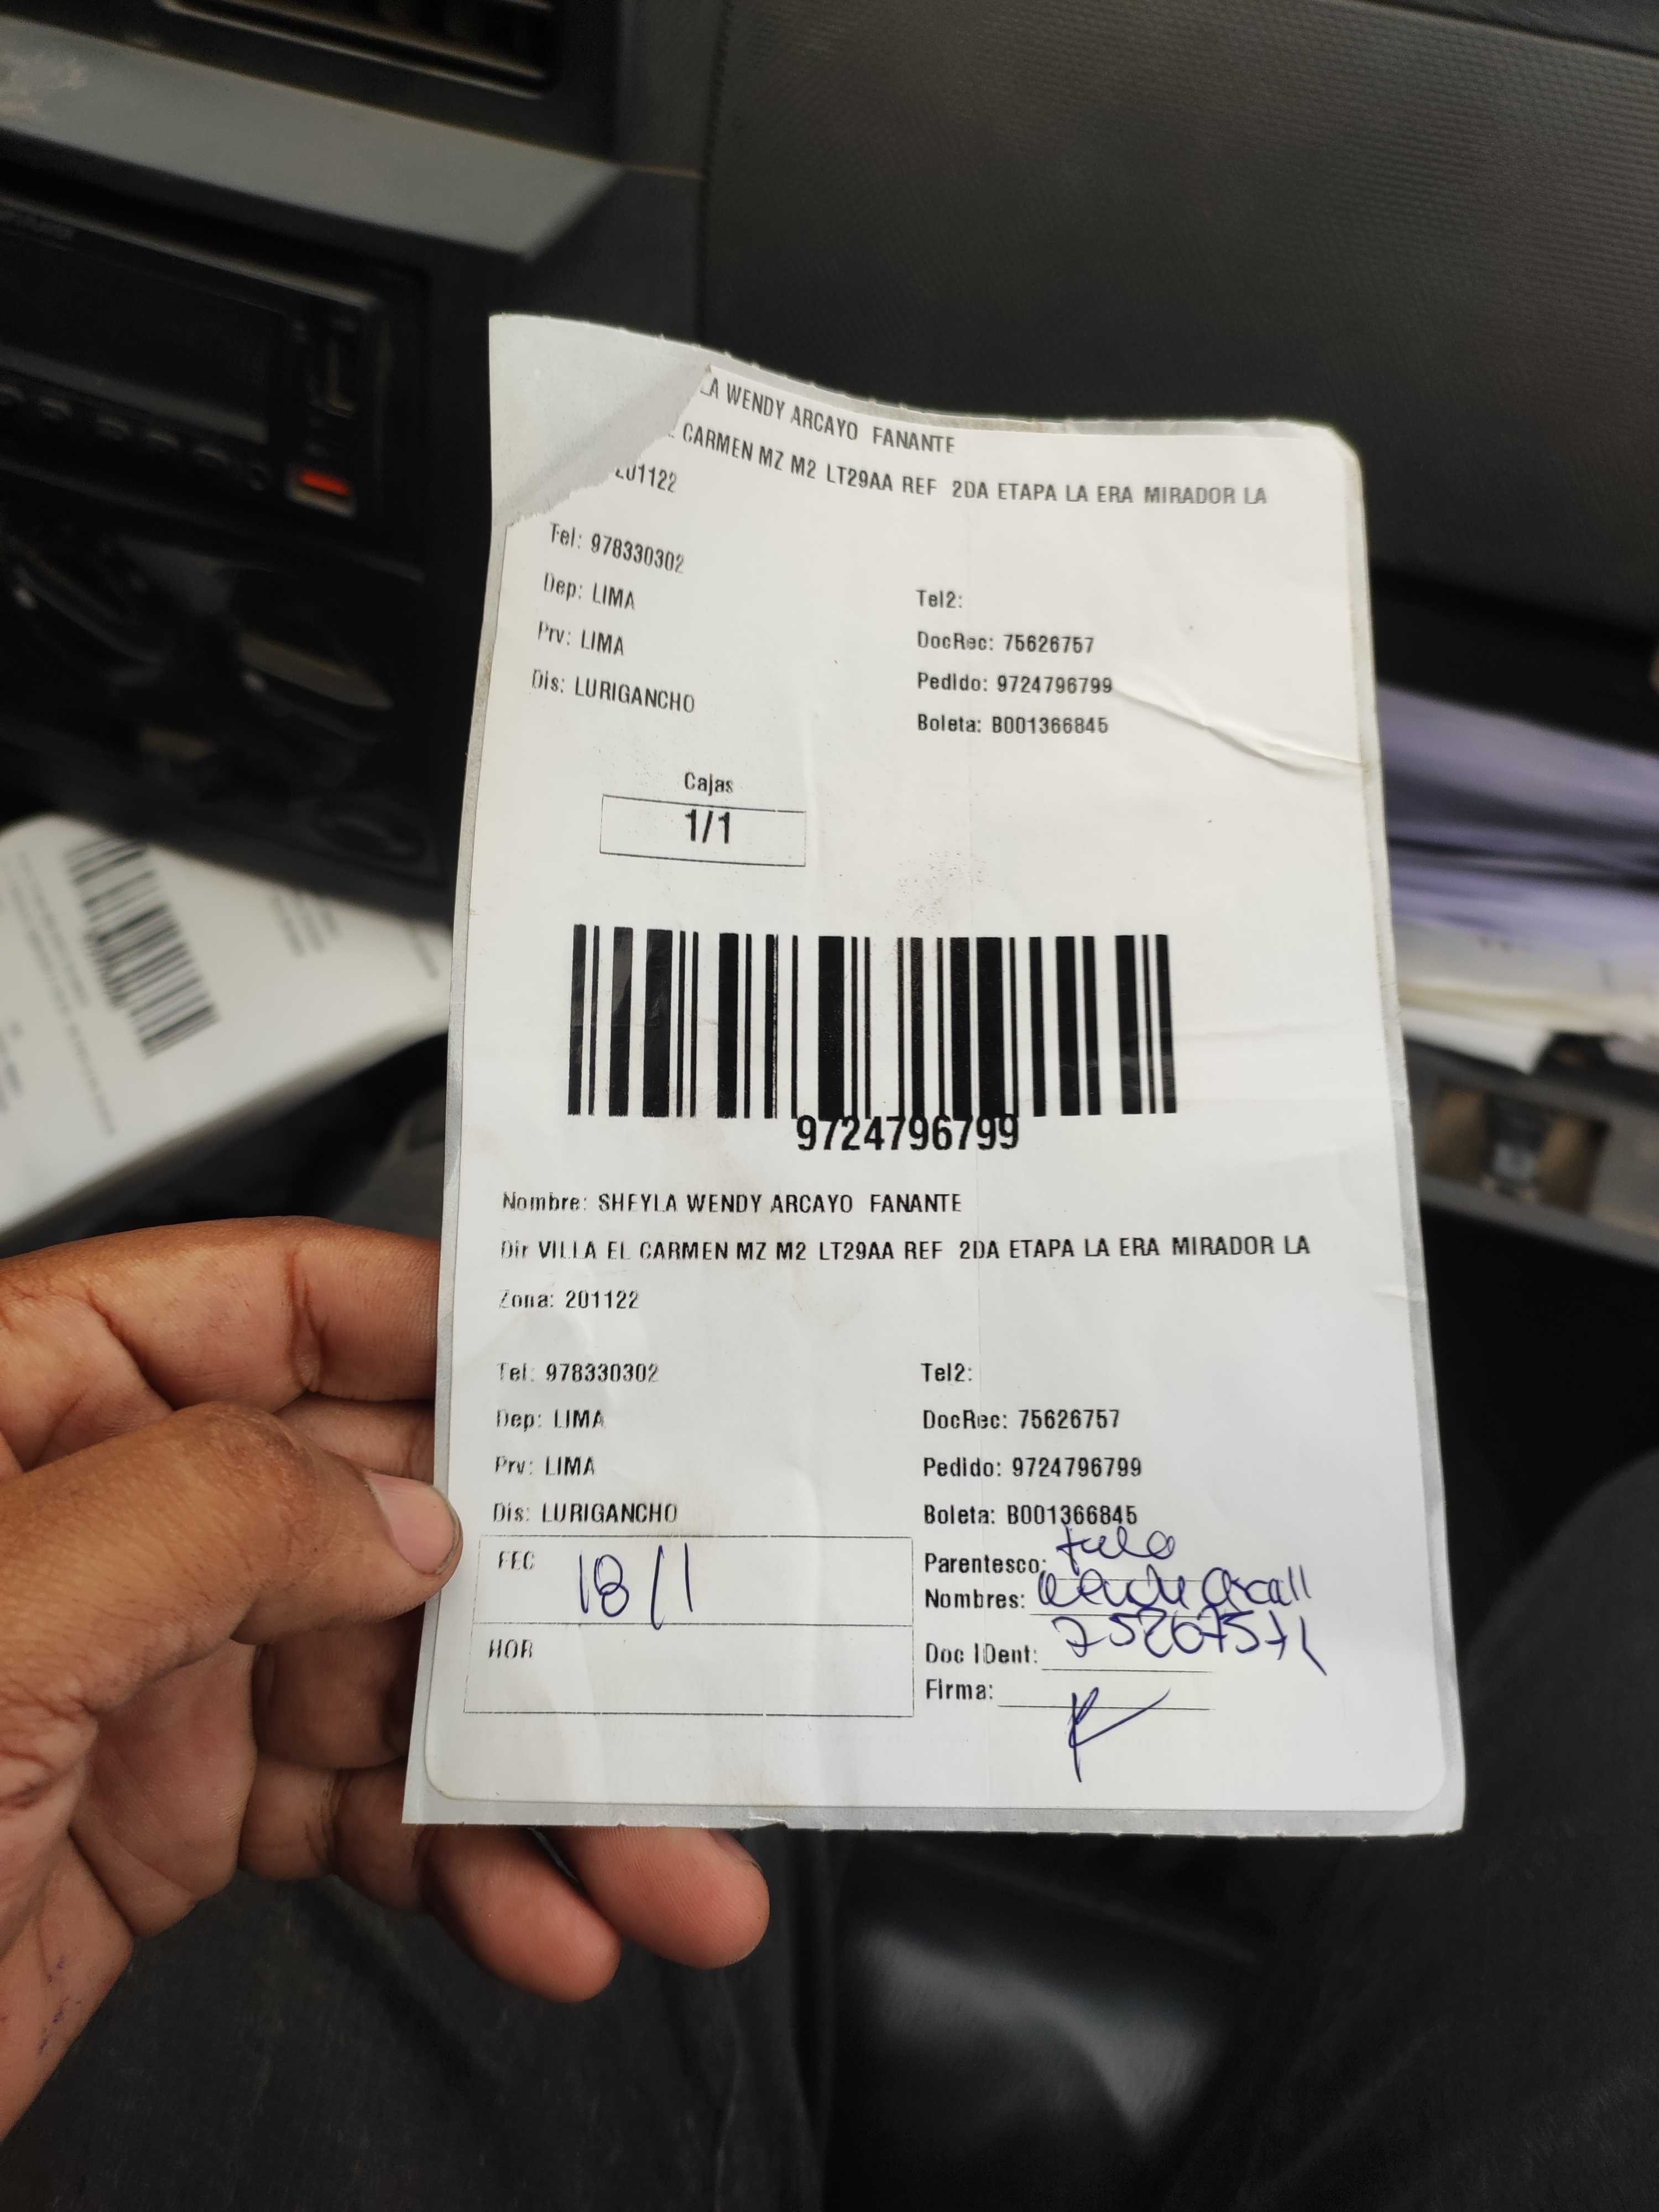 LA WENDY ARCAYO FANANTE
CARMEN MZ M2 LT29AA REF 2DA ETAPA LA ERA MIRADOR LA
201122
Tel: 978330302
Tel2:
Dep: LIMA
DocRec: 75626757
Prv: LIMA
Pedido: 9724796799
Dis: LURIGANCHO
Boleta: B001366845
Cajas
1/1
9724796799
Nombre: SHEYLA WENDY ARCAYO FANANTE
Dir VILLA EL CARMEN MZ M2 LT29AA REF 2DA ETAPA LA ERA MIRADOR LA
Zona: 201122
Tel: 978330302
Tel2:
Dep: LIMA
DocRec: 75626757
Prv: LIMA
Pedido: 9724796799
Dis: LURIGANCHO
Boleta: B001366845
FEC 18/1
Parentesco:
Nombres:
HOR
Doc IDent:
Firma: